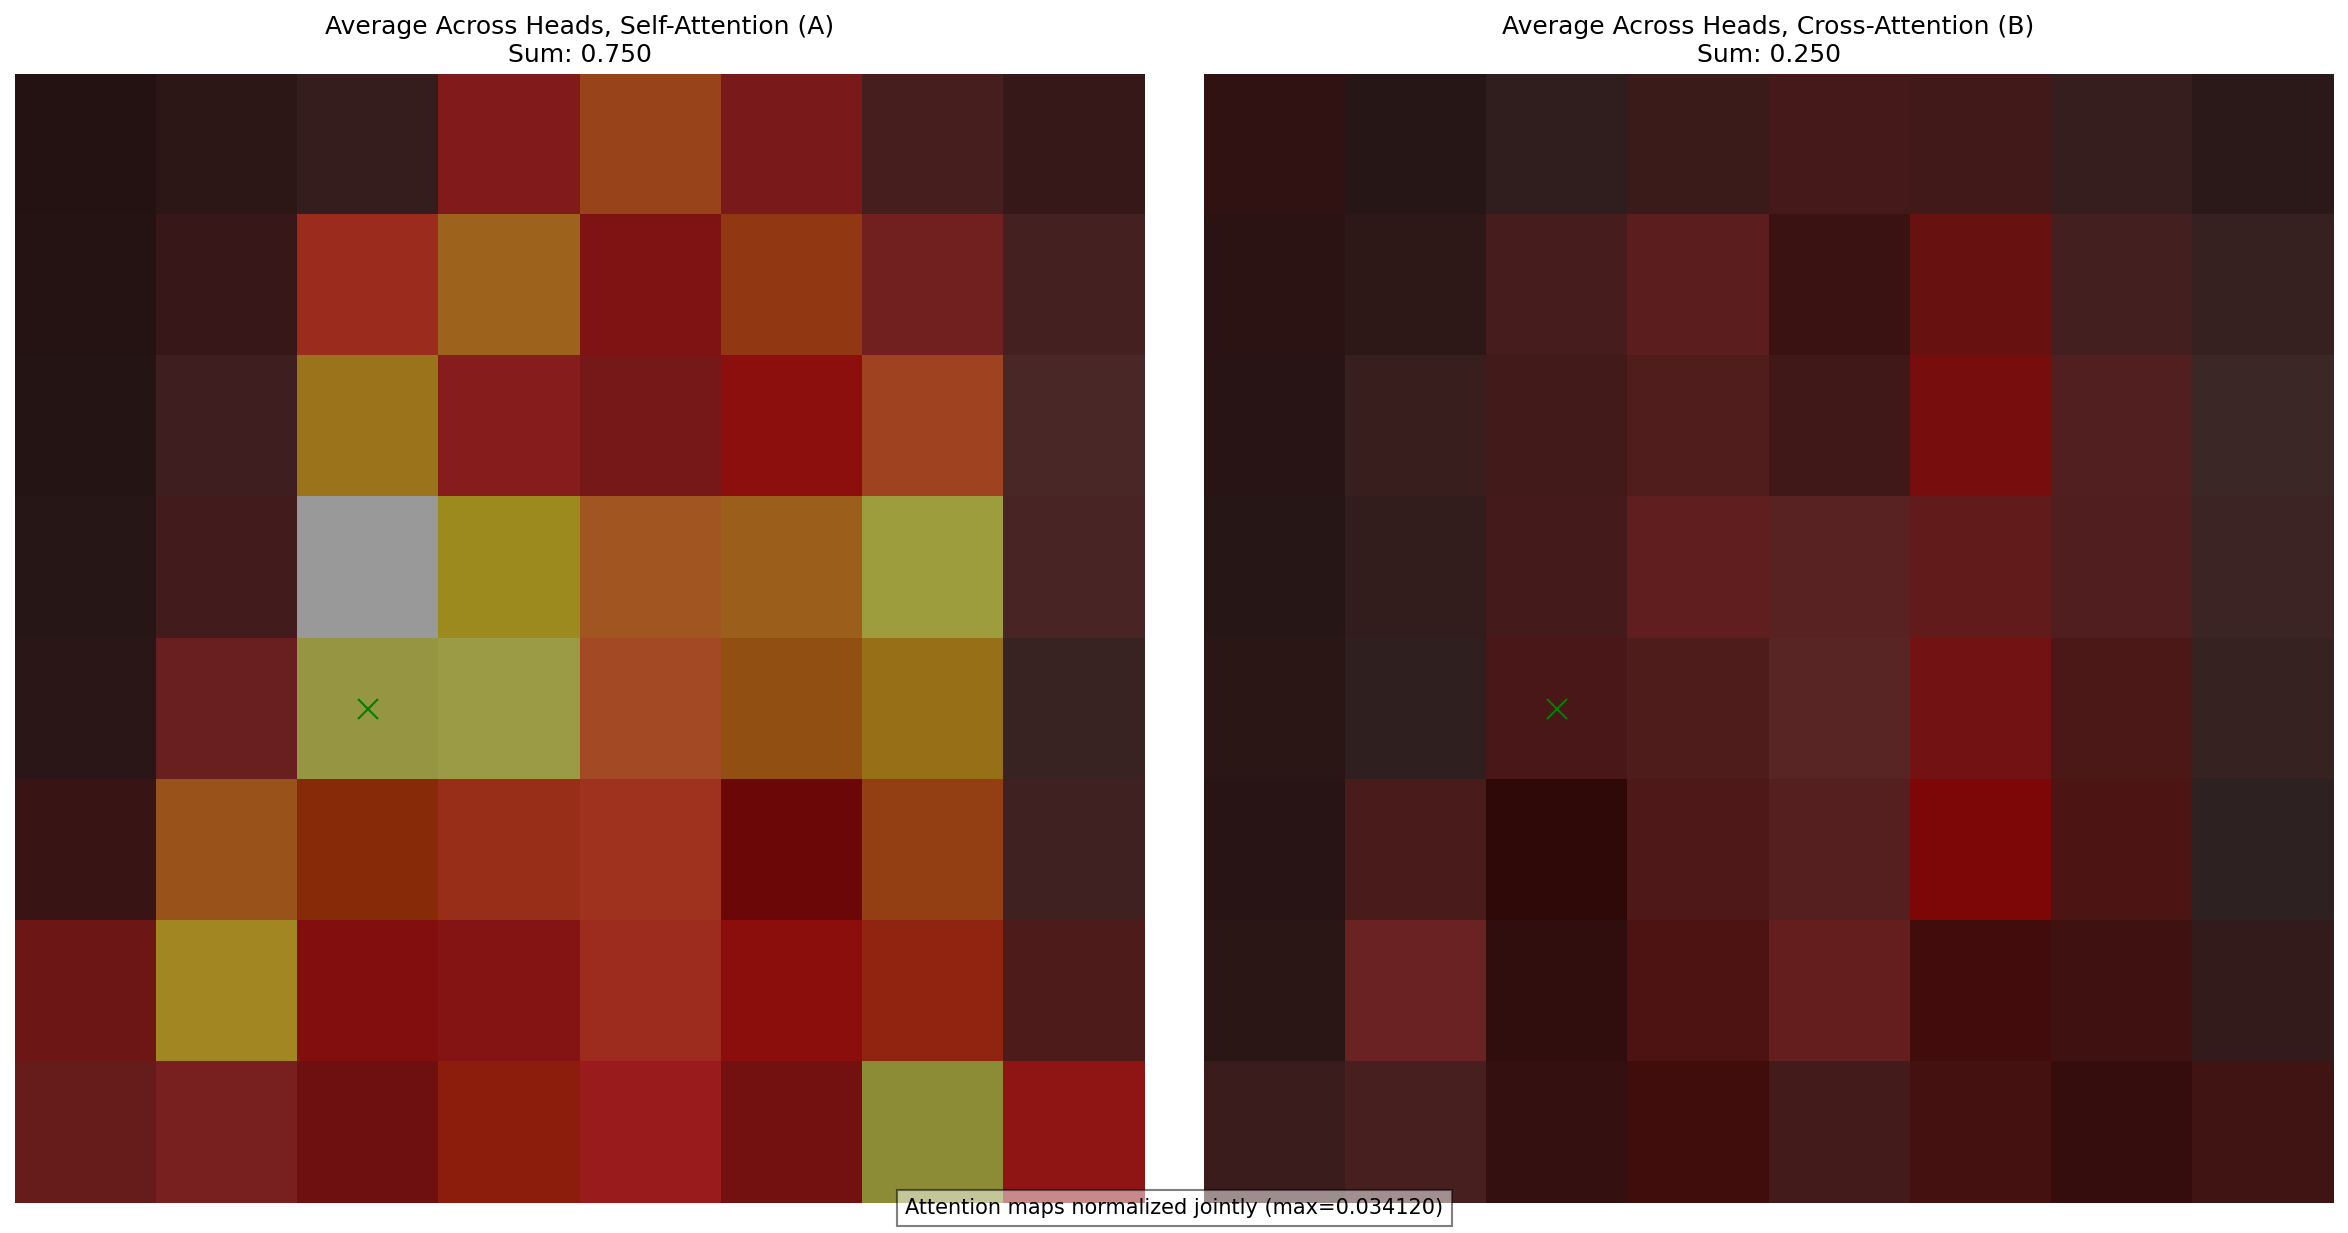 Average Across Heads, Self-Attention (A)
Sum: 0.750
Average Across Heads, Cross-Attention (B)
Sum: 0.250
Attention maps normalized jointly (max=0.034120)